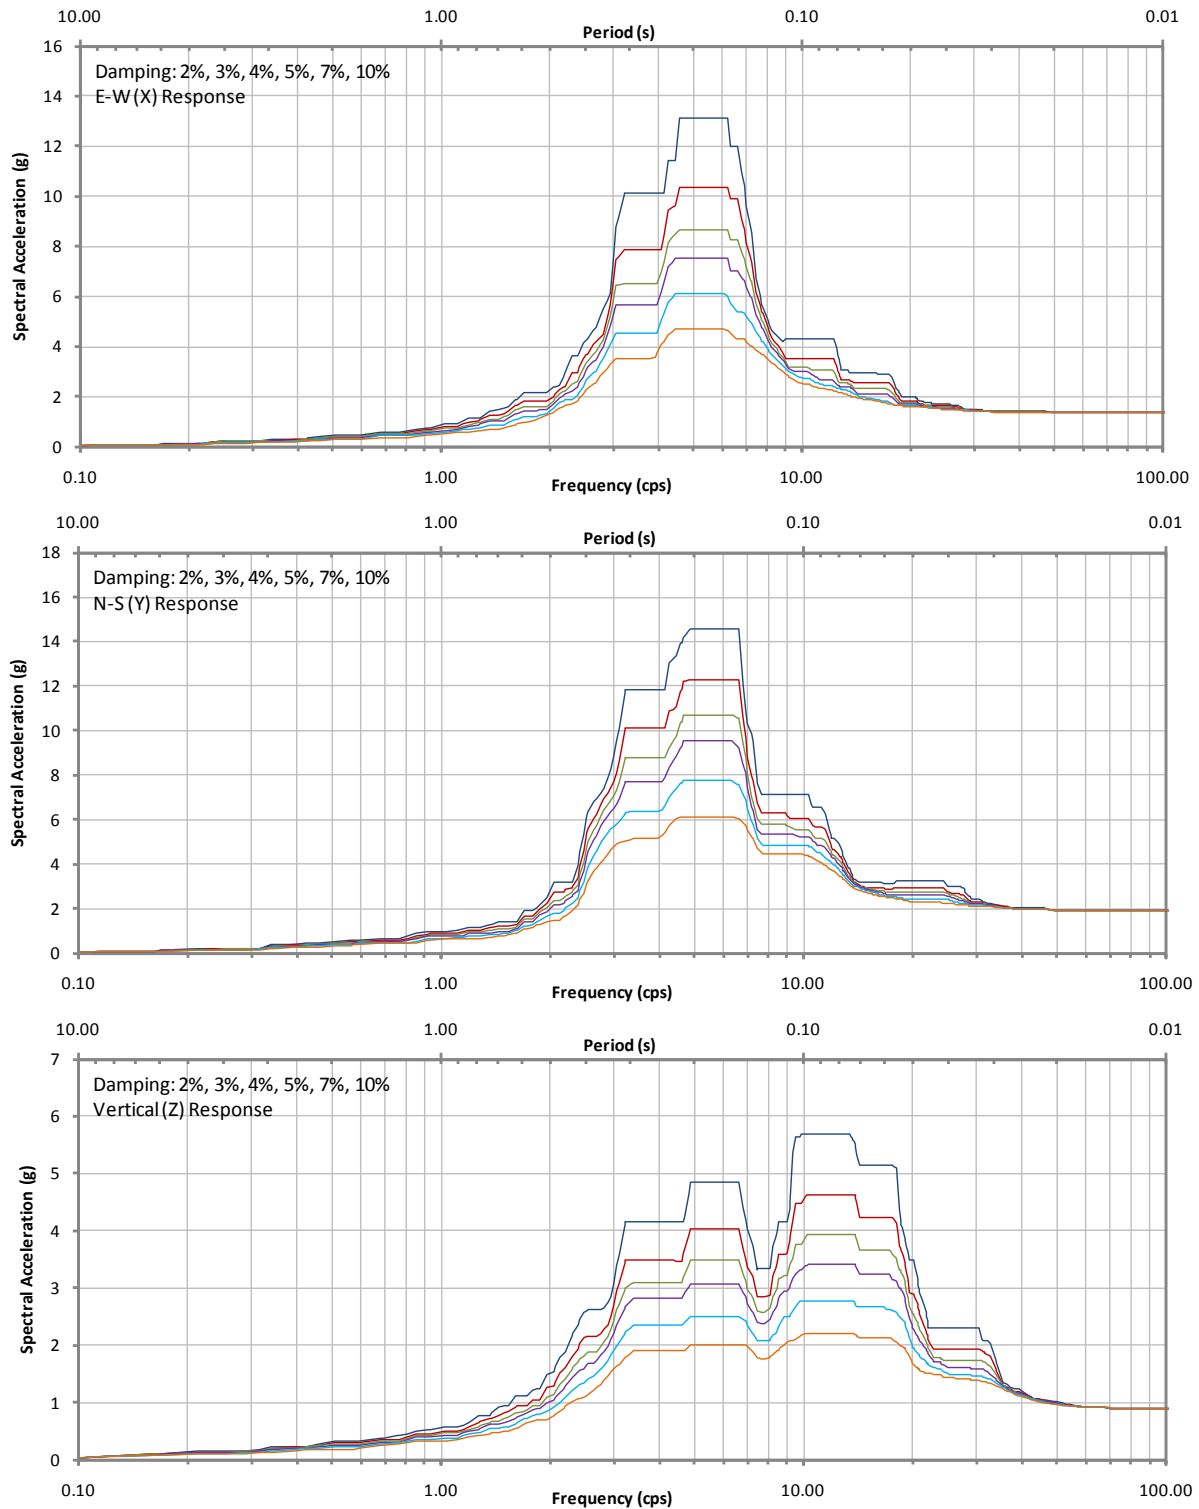 10.00 1.00 0.10 0.01
Period (s)
16
14
12
10
8
6
4
2
0
Damping: 2%, 3%, 4%, 5%, 7%, 10%
E-W (X) Response
Spectral Acceleration (g)
0.10 1.00 10.00 100.00
Frequency (cps)
10.00 1.00 0.10 0.01
Period (s)
18
16
14
12
10
8
6
4
2
0
Damping: 2%, 3%, 4%, 5%, 7%, 10%
N-S (Y) Response
Spectral Acceleration (g)
0.10 1.00 10.00 100.00
Frequency (cps)
10.00 1.00 0.10 0.01
Period (s)
7
6
5
4
3
2
1
0
Damping: 2%, 3%, 4%, 5%, 7%, 10%
Vertical (Z) Response
Spectral Acceleration (g)
0.10 1.00 10.00 100.00
Frequency (cps)